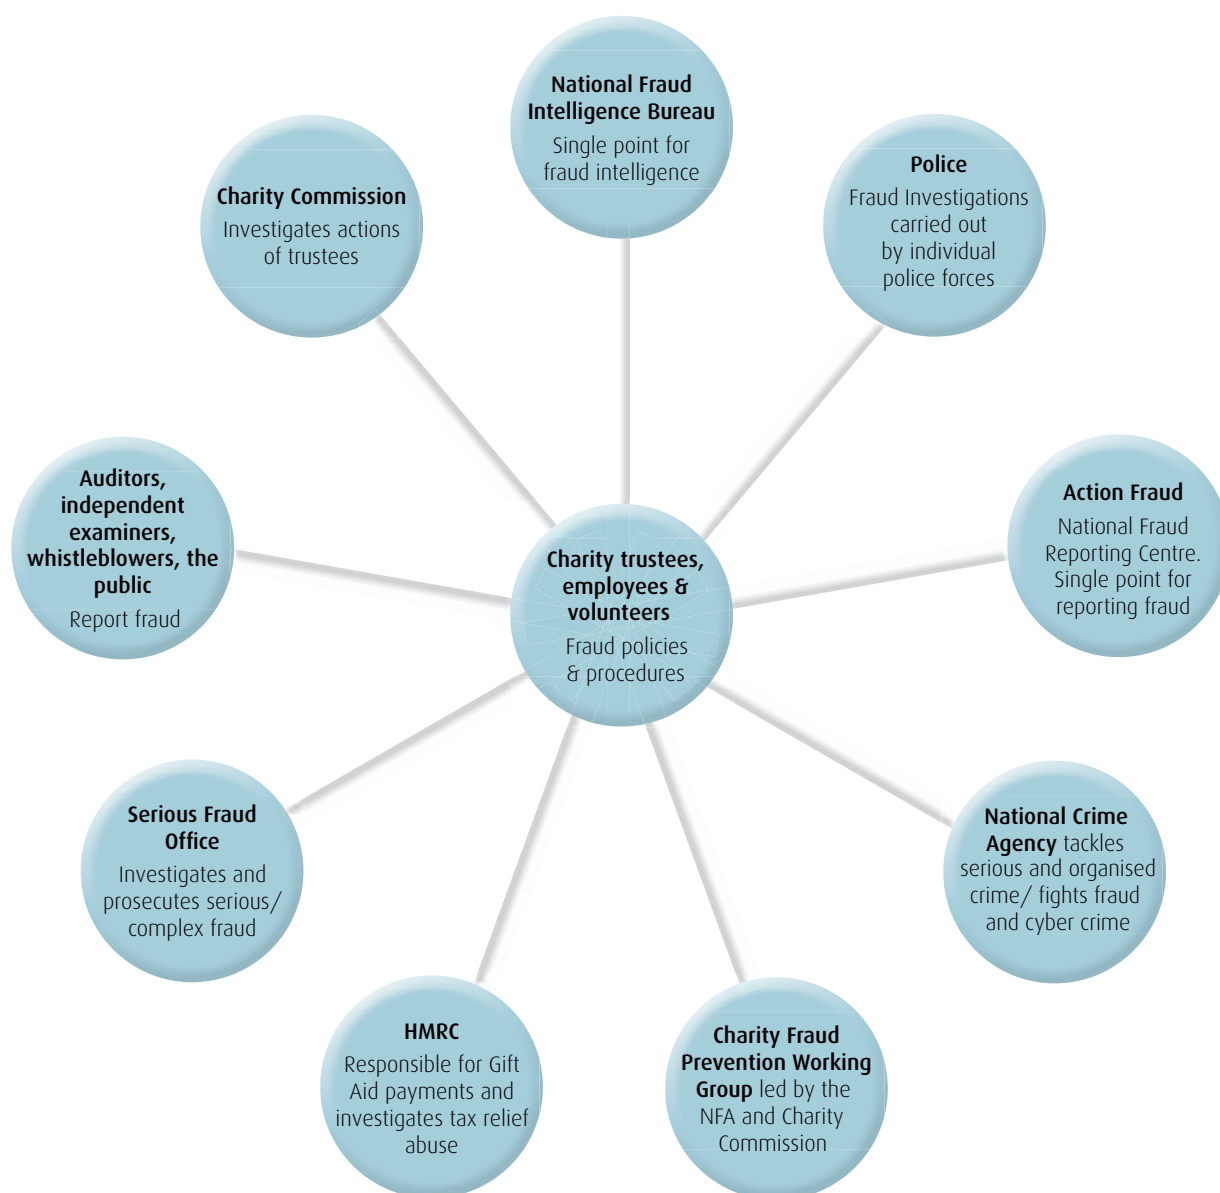 National Fraud
Intelligence Bureau
Single point for
fraud intelligence
Police
Fraud Investigations
carried out
by individual
police forces
Charity Commission
Investigates actions
of trustees
Auditors,
independent
examiners,
whistleblowers, the
public
Report fraud
Charity trustees,
employees &
volunteers
Fraud policies
& procedures
Action Fraud
National Fraud
Reporting Centre.
Single point for
reporting fraud
Serious Fraud
Office
Investigates and
prosecutes serious/
complex fraud
National Crime
Agency tackles
serious and organised
crime/ fights fraud
and cyber crime
HMRC
Responsible for Gift
Aid payments and
investigates tax relief
abuse
Charity Fraud
Prevention Working
Group led by the
NFA and Charity
Commission